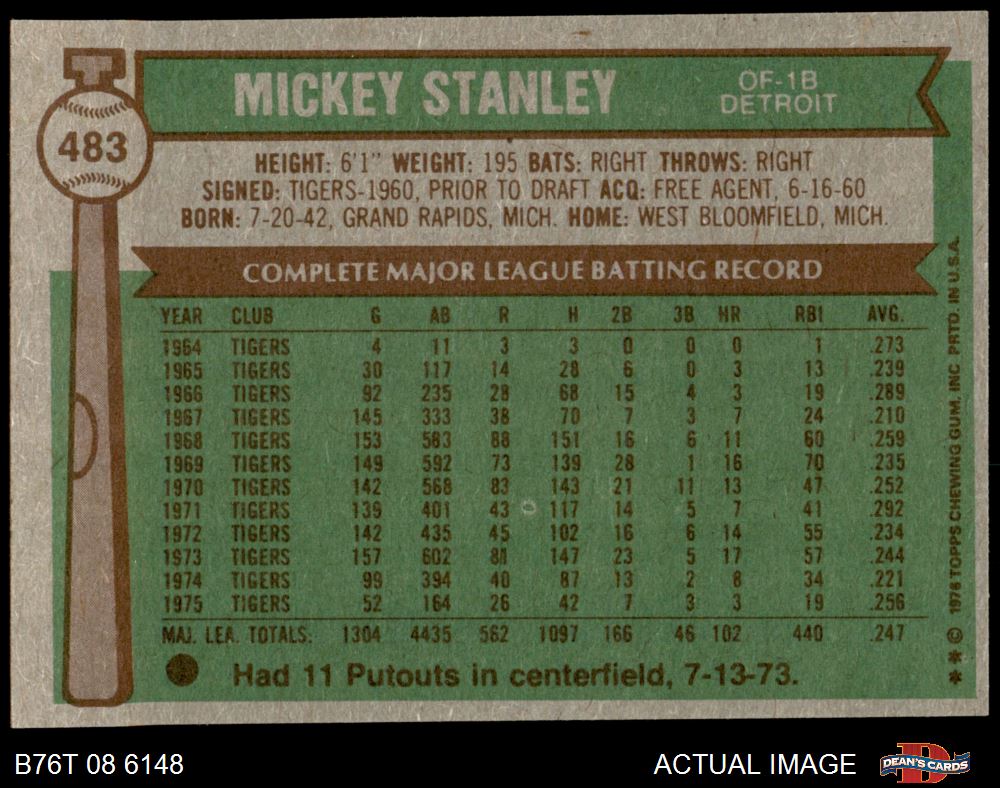 MICKEY STANLEY
OF-1B
DETROIT
483
HEIGHT: 6'1" WEIGHT: 195 BATS: RIGHT THROWS: RIGHT
SIGNED: TIGERS-1960, PRIOR TO DRAFT ACQ: FREE AGENT, 6-16-60
BORN: 7-20-42, GRAND RAPIDS, MICH. HOME: WEST BLOOMFIELD, MICH.
COMPLETE MAJOR LEAGUE BATTING RECORD
YEAR CLUB G AB R H 2B 3B HR RBI AVG.
1964 TIGERS 4 11 3 3 0 0 0 1 .273
1965 TIGERS 30 117 14 28 6 0 3 13 .239
1966 TIGERS 92 235 28 68 15 4 3 19 .289
1967 TIGERS 145 333 38 70 7 3 7 24 .210
1968 TIGERS 153 583 88 151 16 6 11 60 .259
1969 TIGERS 149 592 73 139 28 1 16 70 .235
1970 TIGERS 142 568 83 143 21 11 13 47 .252
1971 TIGERS 139 401 43 117 14 5 7 41 .292
1972 TIGERS 142 435 45 102 16 6 14 55 .234
1973 TIGERS 157 602 81 147 23 5 17 57 .244
1974 TIGERS 99 394 40 87 13 2 8 34 .221
1975 TIGERS 52 164 26 42 7 3 3 19 .256
MAJ. LEA. TOTALS: 1304 4435 562 1097 166 46 102 440 .247
Had 11 Putouts in centerfield, 7-13-73.
* * © 1976 TOPPS CHEWING GUM, INC PRTD. IN U.S.A.
B76T 08 6148
ACTUAL IMAGE
D
DEAN'S CARDS